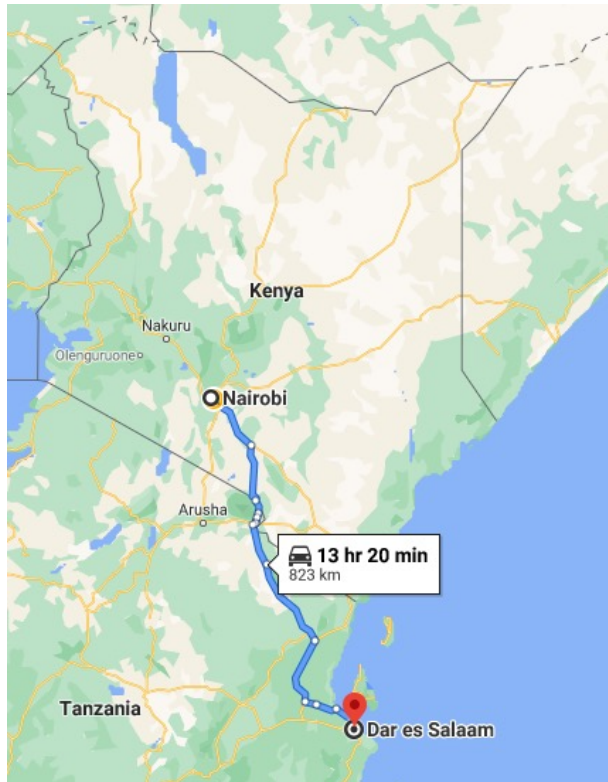 Kenya
Nakuru
Olenguruone
Nairobi
Arusha
13 hr 20 min
823 km
Tanzania
Dar es Salaam